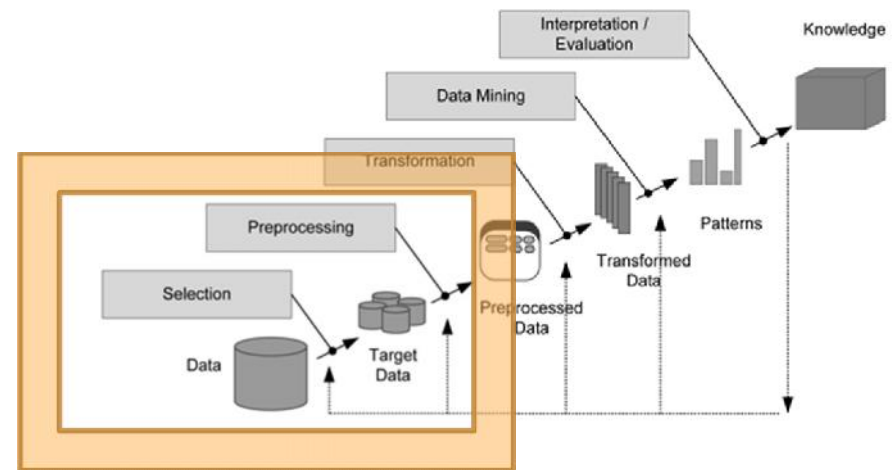 Interpretation /
Evaluation
Knowledge
Data Mining
Transformation
Preprocessing
Patterns
Transformed
Data
Selection
Preprocessed
Data
Target
Data
Data